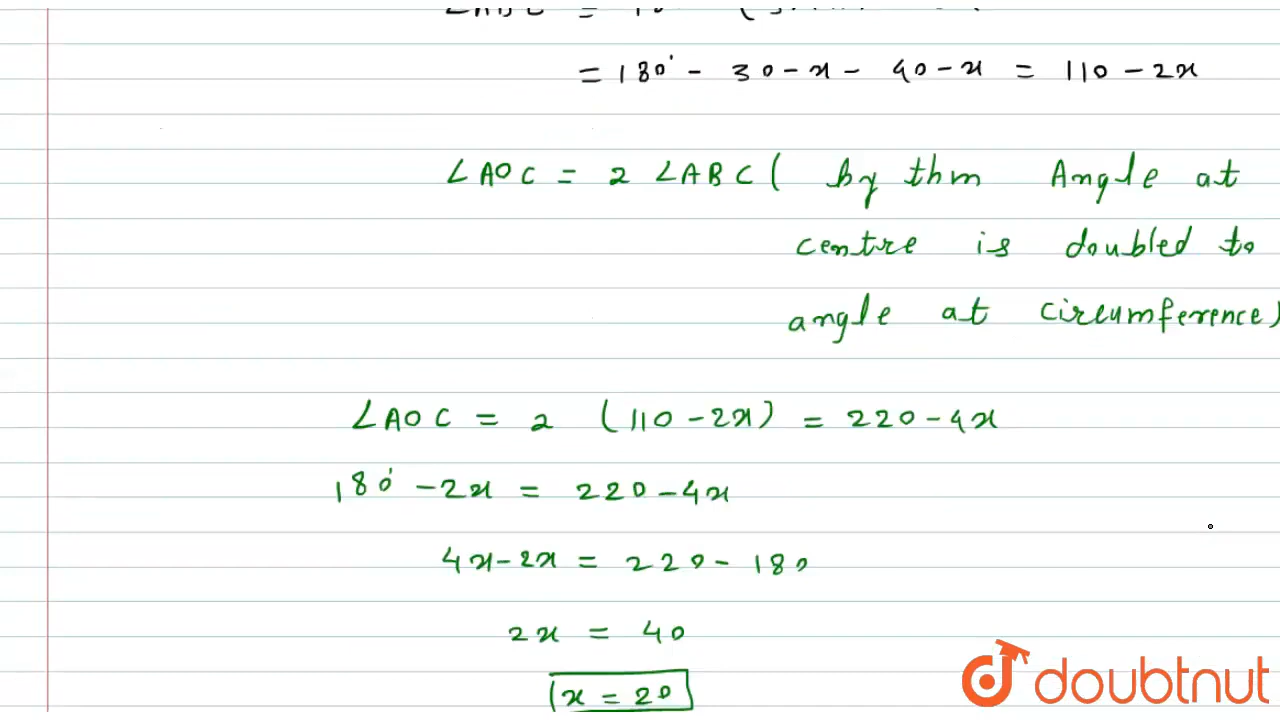 = 180° - 30 - x - 40 - x = 110 - 2x
∠AOC = 2 ∠ABC ( by thm Angle at
centre is doubled to
angle at circumference)
∠AOC = 2 (110 - 2x) = 220 - 4x
180° - 2x = 220 - 4x
4x - 2x = 220 - 180
2x = 40
x = 20
doubtnut